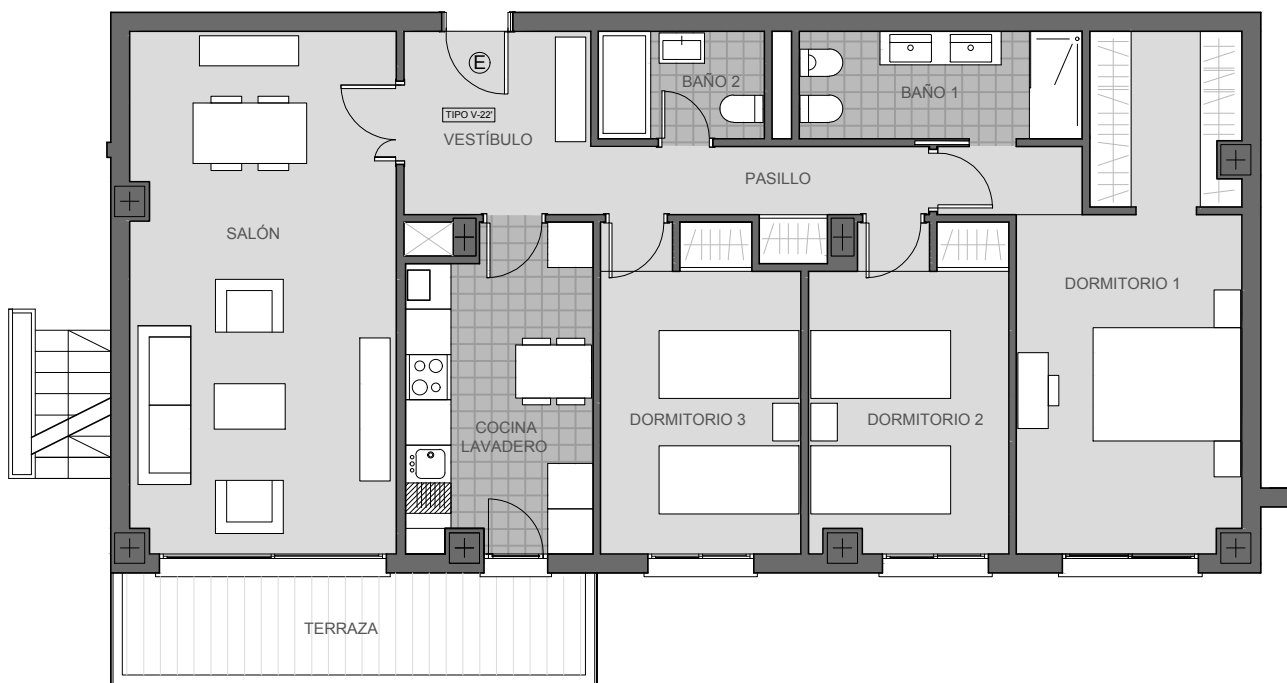 E
BAÑO 2
BAÑO 1
TIPO V-22'
VESTÍBULO
PASILLO
SALÓN
DORMITORIO 1
COCINA
LAVADERO
DORMITORIO 3
DORMITORIO 2
TERRAZA